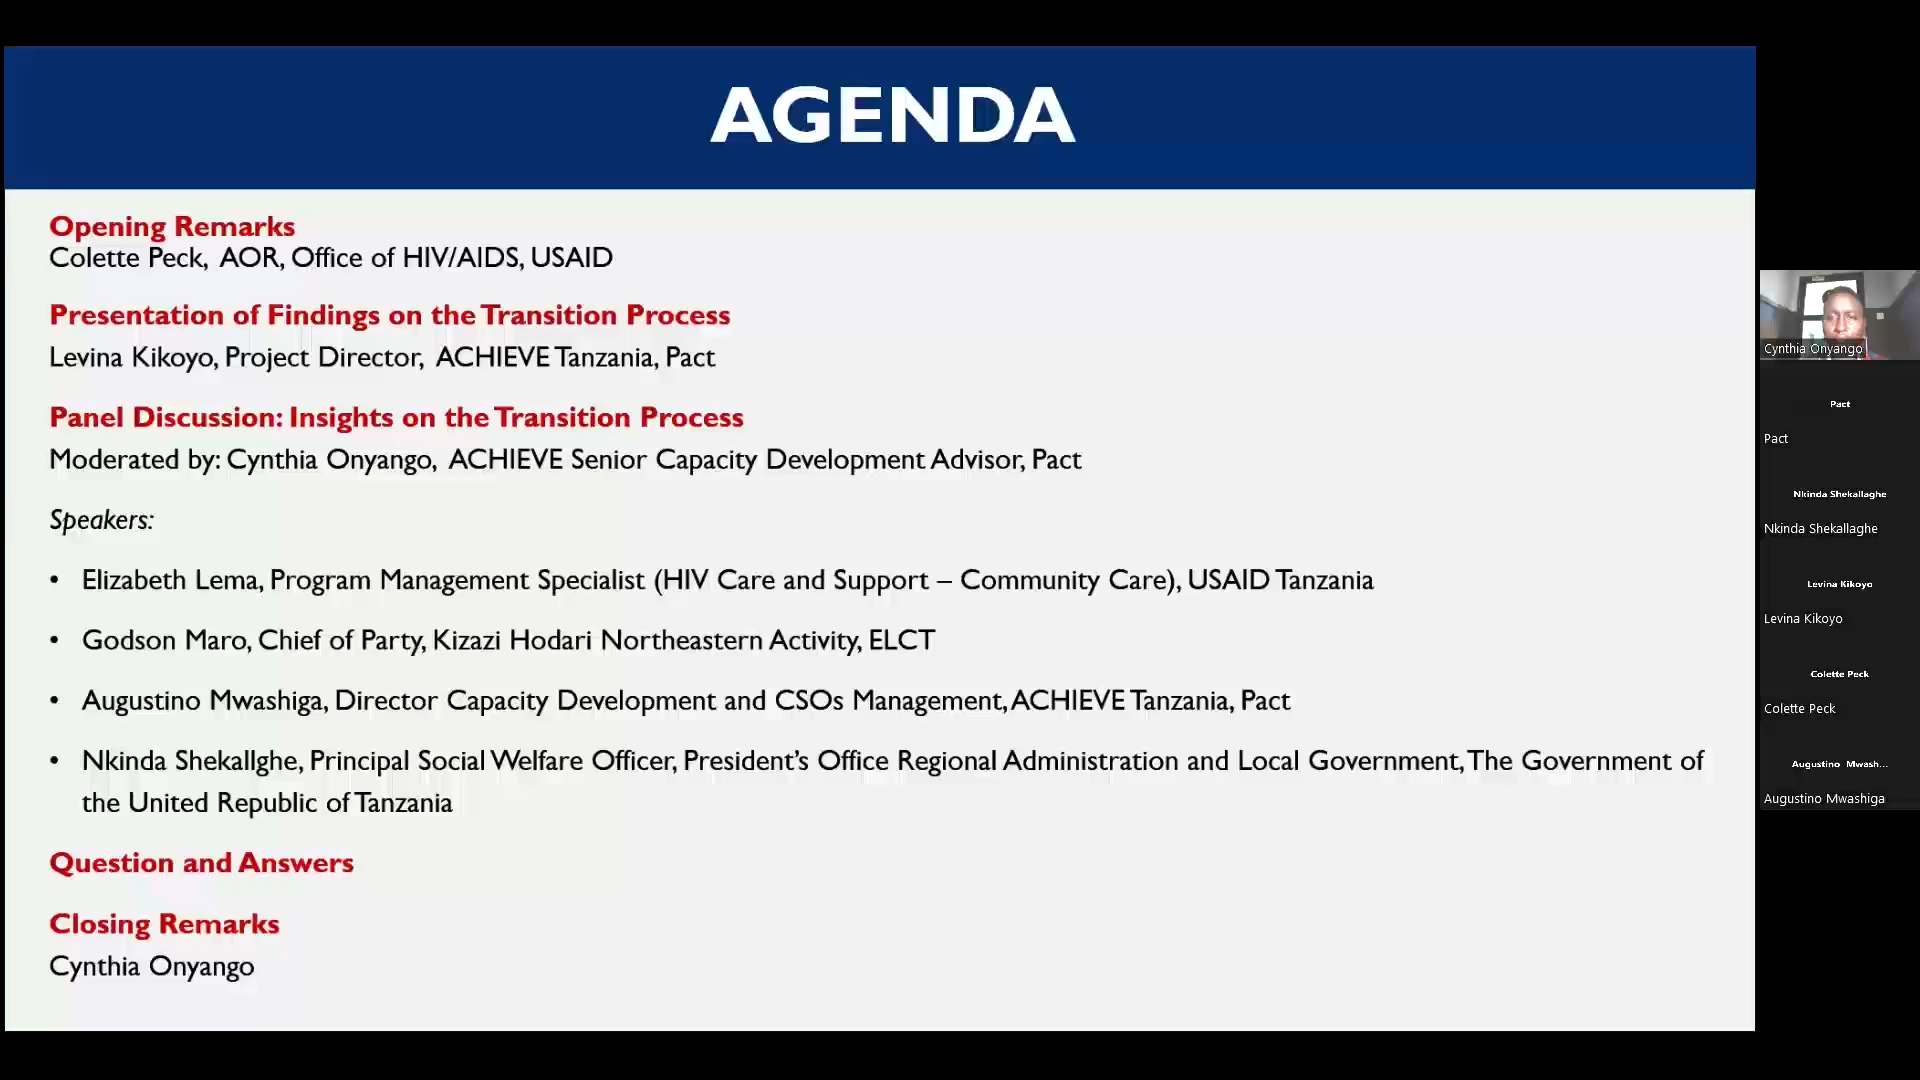 AGENDA
Opening Remarks
Colette Peck, AOR, Office of HIV/AIDS, USAID
Presentation of Findings on the Transition Process
Levina Kikoyo, Project Director, ACHIEVE Tanzania, Pact
Panel Discussion: Insights on the Transition Process
Moderated by: Cynthia Onyango, ACHIEVE Senior Capacity Development Advisor, Pact
Speakers:
• Elizabeth Lema, Program Management Specialist (HIV Care and Support – Community Care), USAID Tanzania
• Godson Maro, Chief of Party, Kizazi Hodari Northeastern Activity, ELCT
• Augustino Mwashiga, Director Capacity Development and CSOs Management, ACHIEVE Tanzania, Pact
• Nkinda Shekallghe, Principal Social Welfare Officer, President’s Office Regional Administration and Local Government, The Government of
the United Republic of Tanzania
Question and Answers
Closing Remarks
Cynthia Onyango
Cynthia Onyango
Pact
Pact
Nkinda Shekallaghe
Nkinda Shekallaghe
Levina Kikoyo
Levina Kikoyo
Colette Peck
Colette Peck
Augustino Mwash...
Augustino Mwashiga